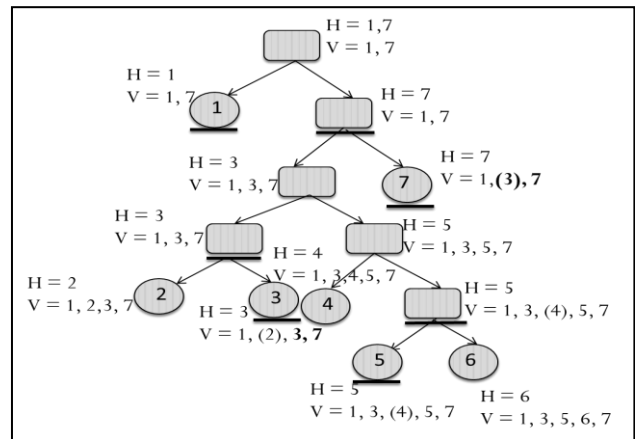 H = 1,7
V = 1, 7
H = 1
V = 1, 7
1
H = 7
V = 1, 7
H = 3
V = 1, 3, 7
7
H = 7
V = 1,(3), 7
H = 3
V = 1, 3, 7
H = 5
V = 1, 3, 5, 7
H = 2
V = 1, 2,3, 7
2
3
H = 3
V = 1, (2), 3, 7
H = 4
V = 1, 3,4,5, 7
4
H = 5
V = 1, 3, (4), 5, 7
5
H = 5
V = 1, 3, (4), 5, 7
6
H = 6
V = 1, 3, 5, 6, 7